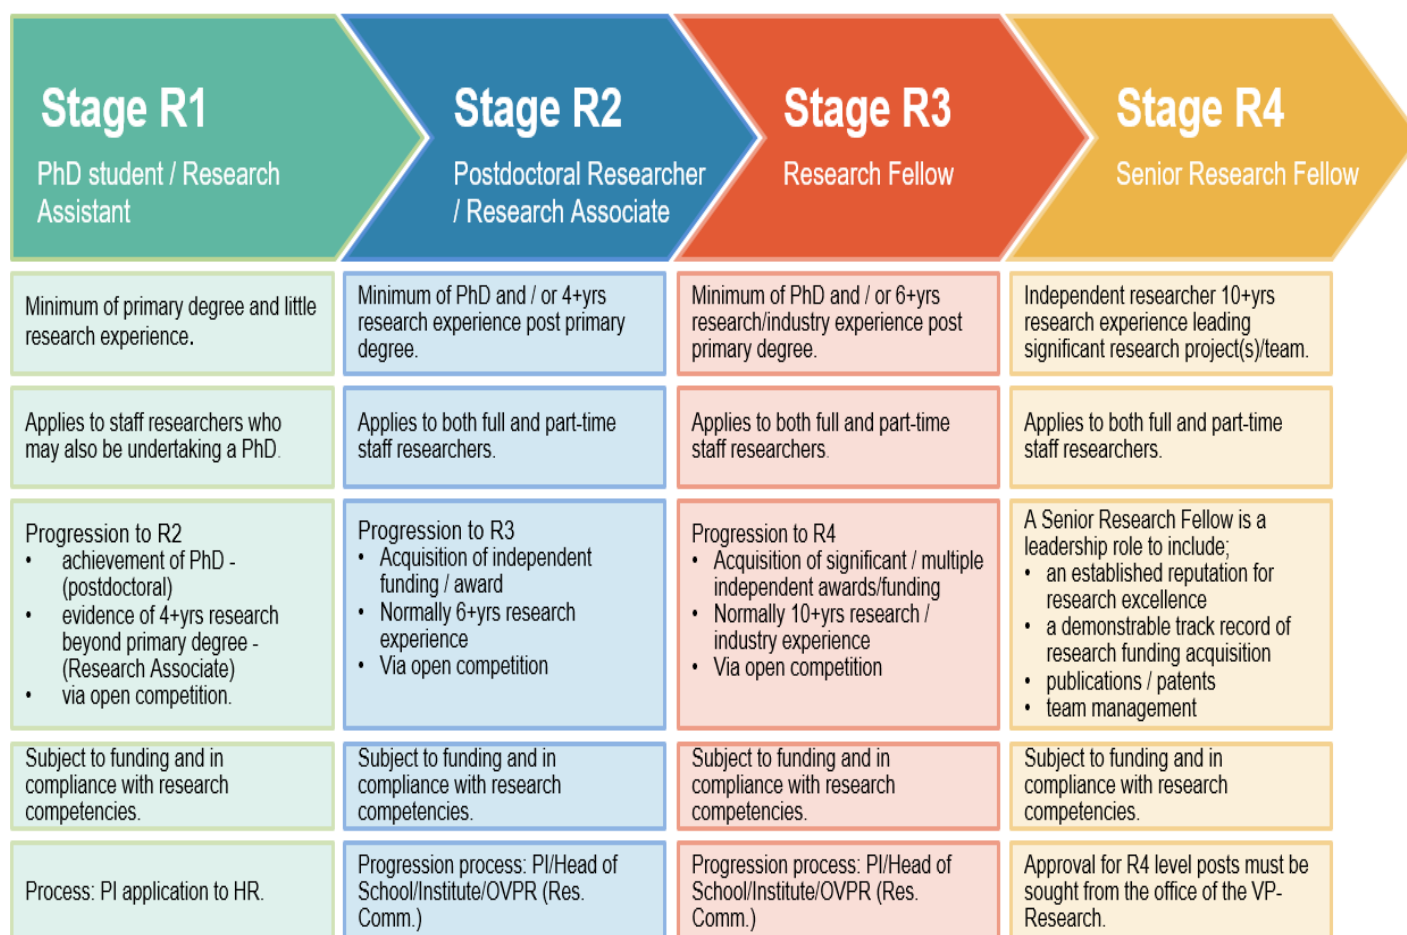 Stage R1
PhD student / Research
Assistant
Stage R2
Postdoctoral Researcher
/ Research Associate
Stage R3
Research Fellow
Stage R4
Senior Research Fellow
Minimum of primary degree and little
research experience.
Minimum of PhD and / or 4+yrs
research experience post primary
degree.
Minimum of PhD and / or 6+yrs
research/industry experience post
primary degree.
Independent researcher 10+yrs
research experience leading
significant research project(s)/team.
Applies to staff researchers who
may also be undertaking a PhD.
Applies to both full and part-time
staff researchers.
Applies to both full and part-time
staff researchers.
Applies to both full and part-time
staff researchers.
Progression to R2
• achievement of PhD -
(postdoctoral)
• evidence of 4+yrs research
beyond primary degree -
(Research Associate)
• via open competition.
Progression to R3
• Acquisition of independent
funding / award
• Normally 6+yrs research
experience
• Via open competition
Progression to R4
• Acquisition of significant / multiple
independent awards/funding
• Normally 10+yrs research /
industry experience
• Via open competition
A Senior Research Fellow is a
leadership role to include;
• an established reputation for
research excellence
• a demonstrable track record of
research funding acquisition
• publications / patents
• team management
Subject to funding and in
compliance with research
competencies.
Subject to funding and in
compliance with research
competencies.
Subject to funding and in
compliance with research
competencies.
Subject to funding and in
compliance with research
competencies.
Process: PI application to HR.
Progression process: PI/Head of
School/Institute/OVPR (Res.
Comm.)
Progression process: PI/Head of
School/Institute/OVPR (Res.
Comm.)
Approval for R4 level posts must be
sought from the office of the VP-
Research.